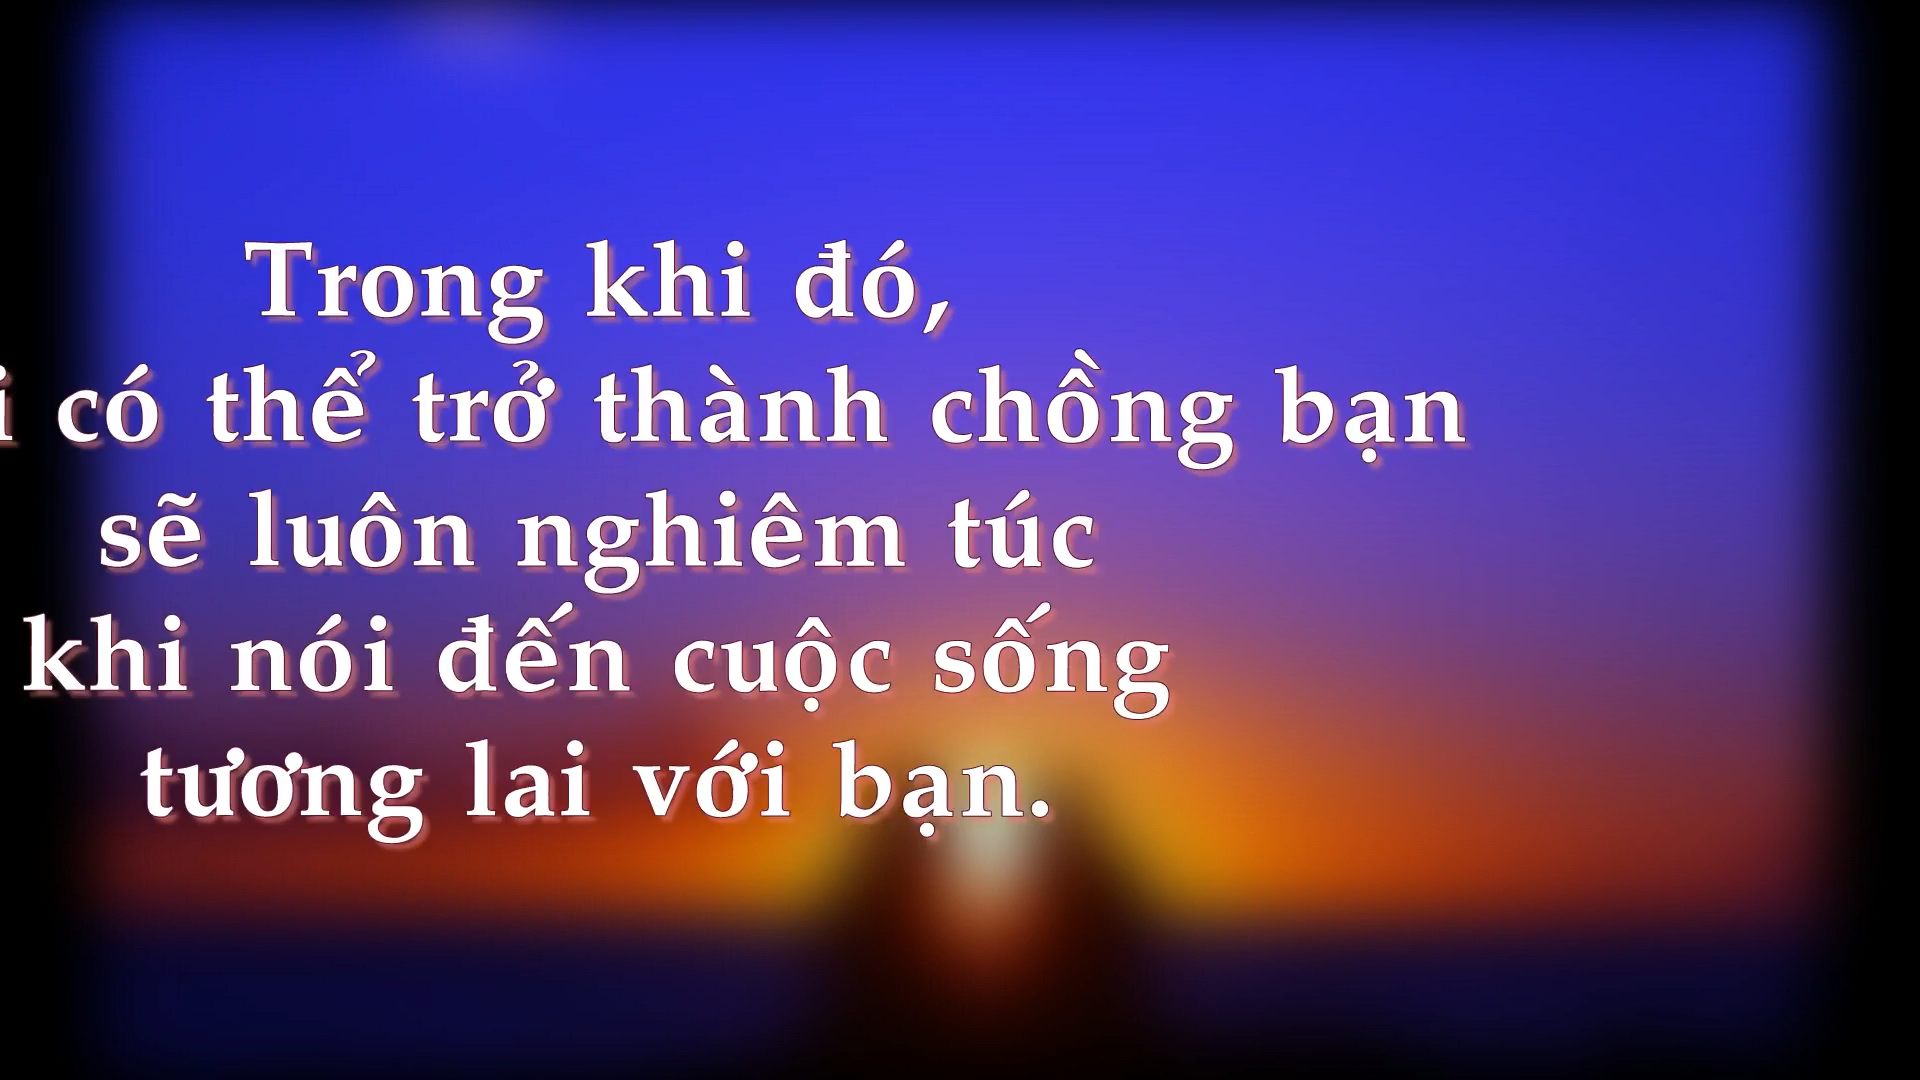 Trong khi đó,
có thể trở thành chồng bạn
sẽ luôn nghiêm túc
khi nói đến cuộc sống
tương lai với bạn.